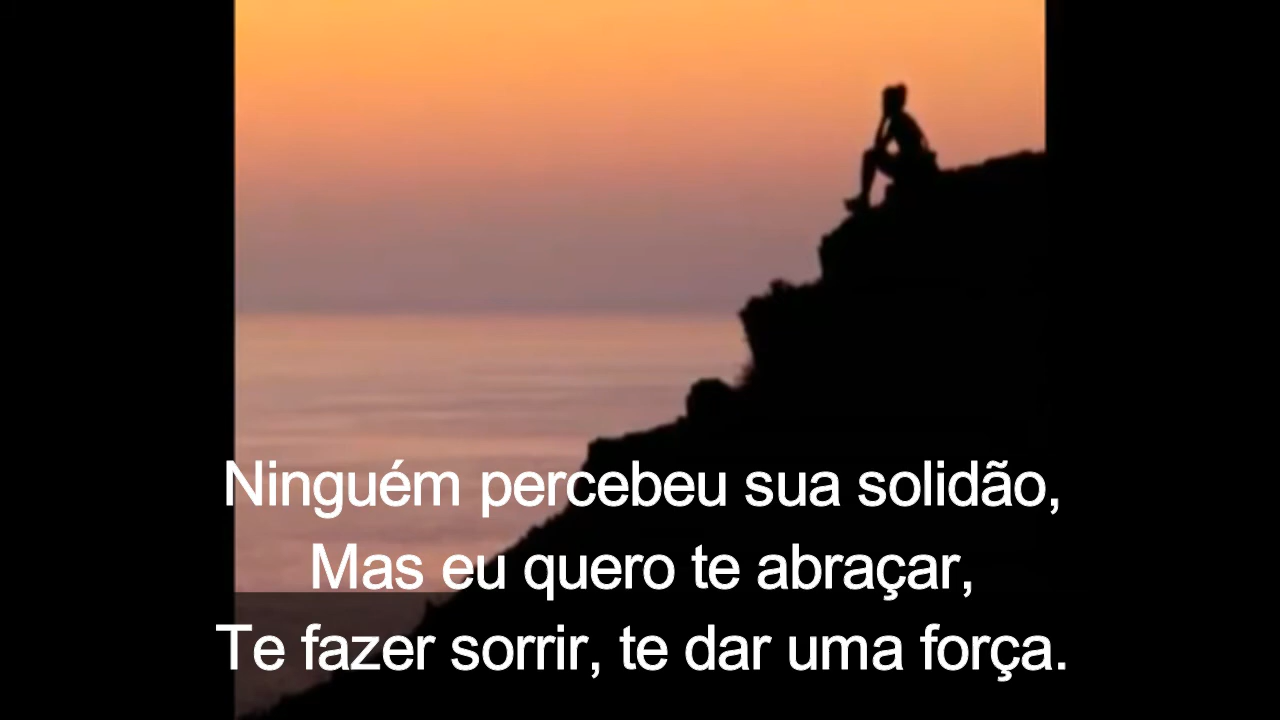 Ninguém percebeu sua solidão,
Mas eu quero te abraçar,
Te fazer sorrir, te dar uma força.